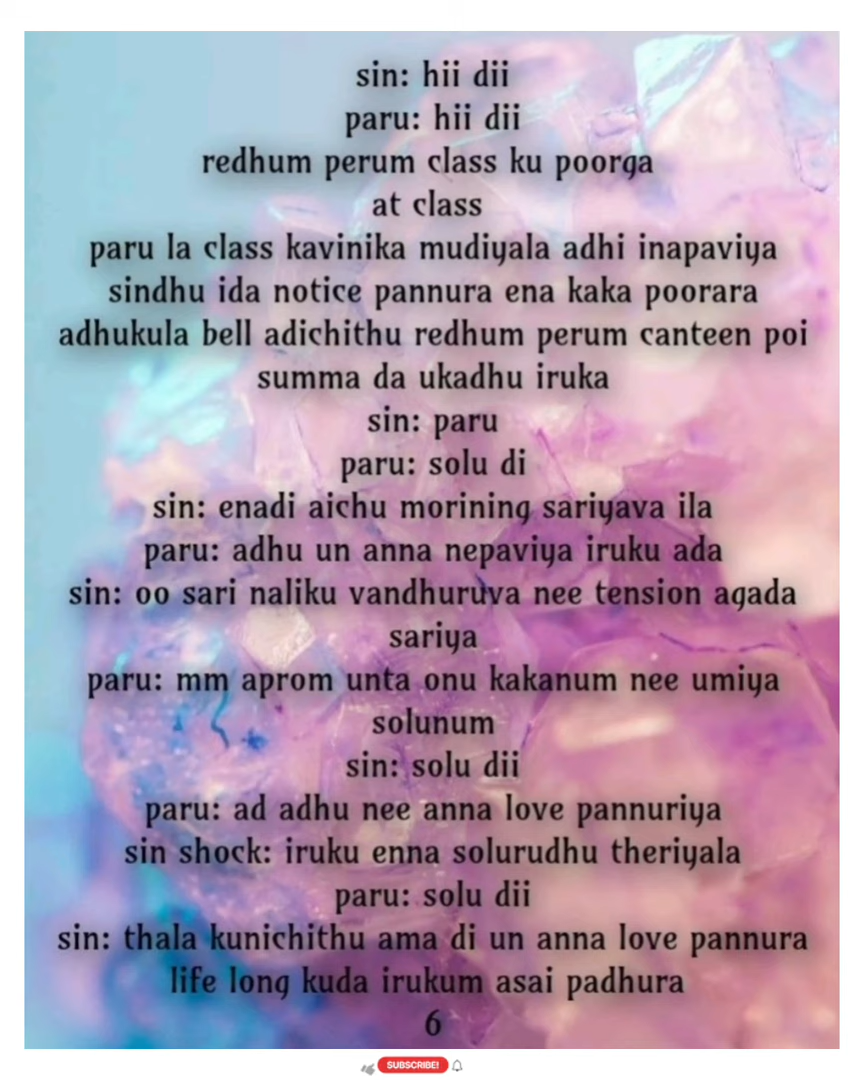 sin: hii dii
paru: hii dii
redhum perum class ku poorga
at class
paru la class kavinika mudiyala adhi inapaviya
sindhu ida notice pannura ena kaka poorara
adhukula bell adichithu redhum perum canteen poi
summa da ukadhu iruka
sin: paru
paru: solu di
sin: enadi aichu morining sariyava ila
paru: adhu un anna nepaviya iruku ada
sin: oo sari naliku vandhuruva nee tension agada
sariya
paru: mm aprom unta onu kakanum nee umiya
solunum
sin: solu dii
paru: ad adhu nee anna love pannuriya
sin shock: iruku enna solurudhu theriyala
paru: solu dii
sin: thala kunichithu ama di un anna love pannura
life long kuda irukum asai padhura
6
SUBSCRIBE!